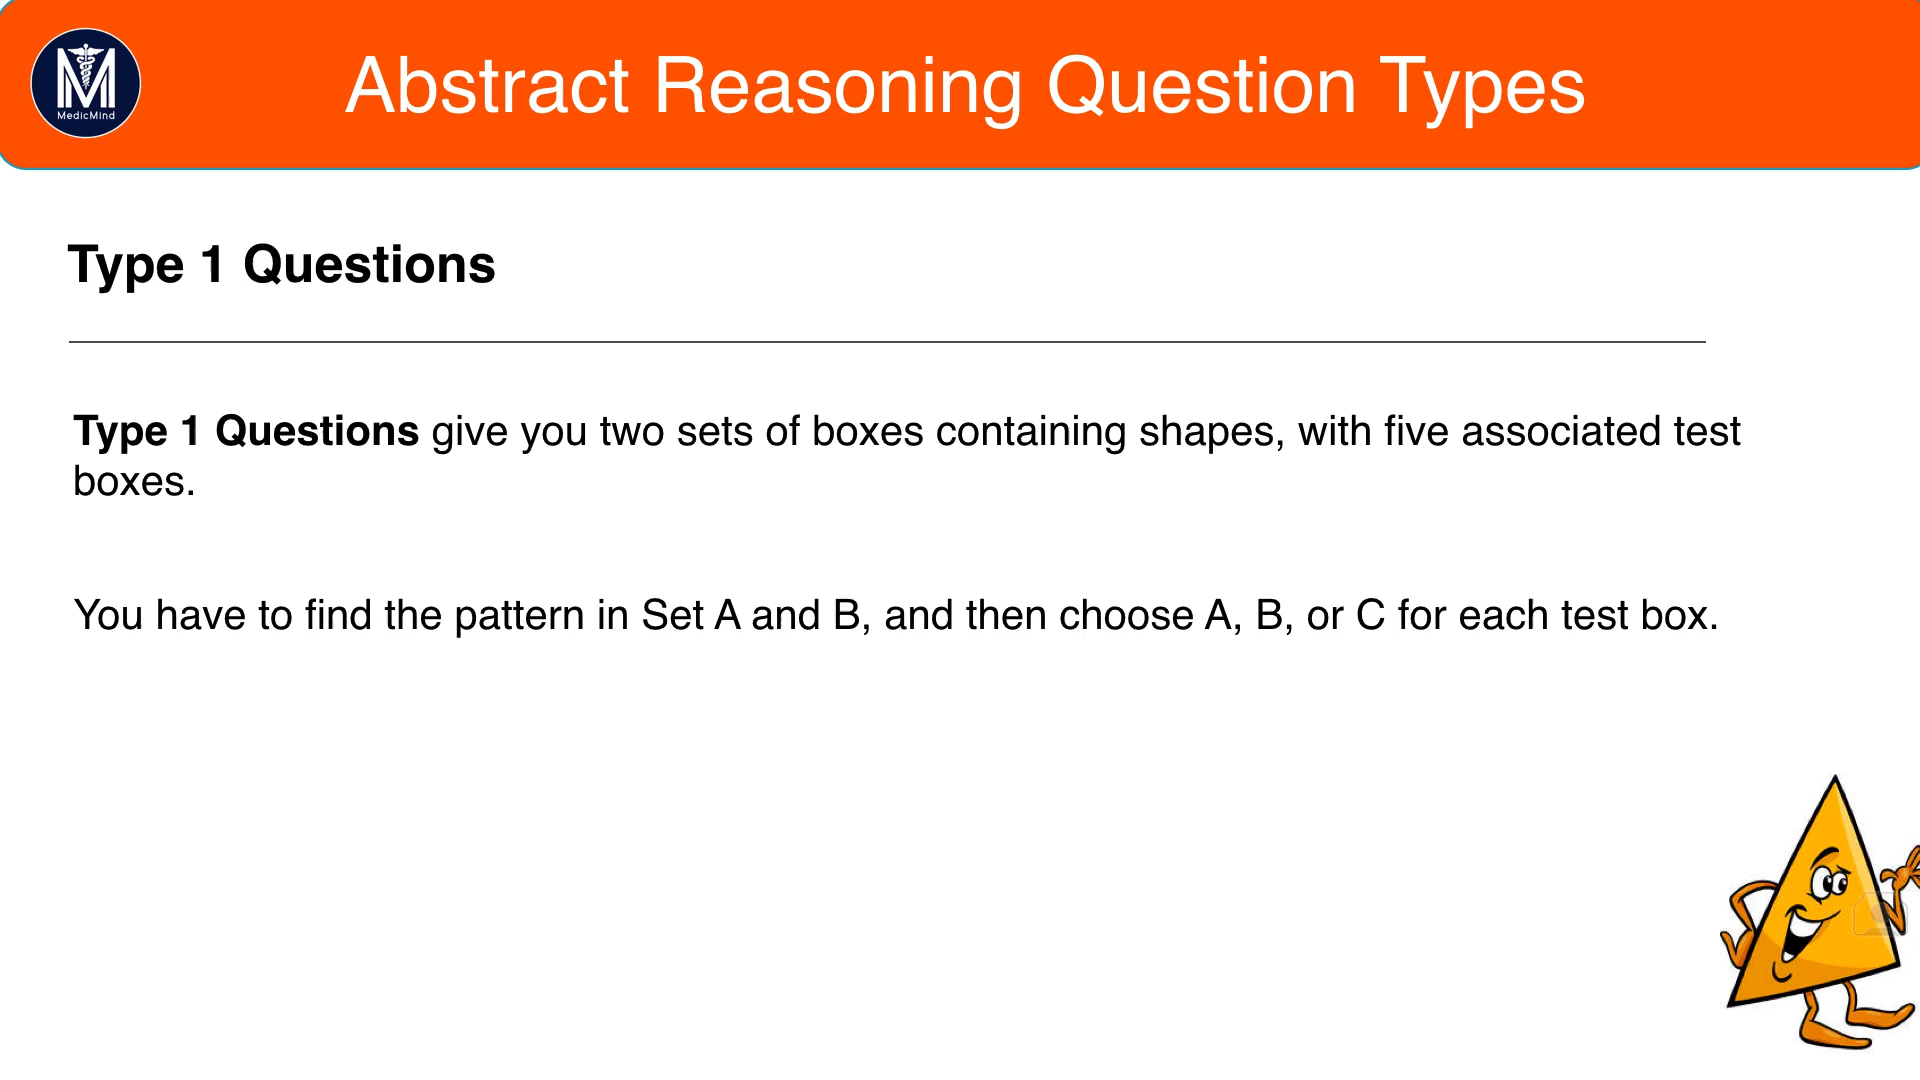 MedicMind
Abstract Reasoning Question Types
Type 1 Questions
Type 1 Questions give you two sets of boxes containing shapes, with five associated test
boxes.
You have to find the pattern in Set A and B, and then choose A, B, or C for each test box.